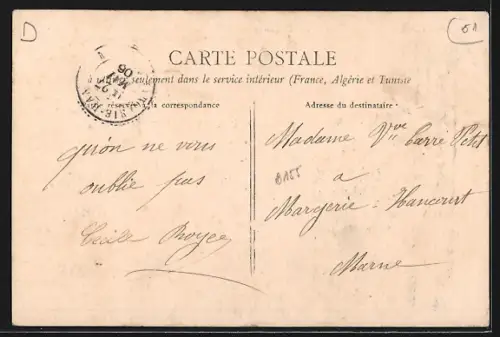 D
51
CARTE POSTALE
seulement dans le service intérieur (France, Algérie et Tunisie
réservé à la correspondance
Adresse du destinataire
qu'on ne vous
oublie pas
Cécile
Madame Vve Carré Petit
a
Margerie-Hancourt
Marne